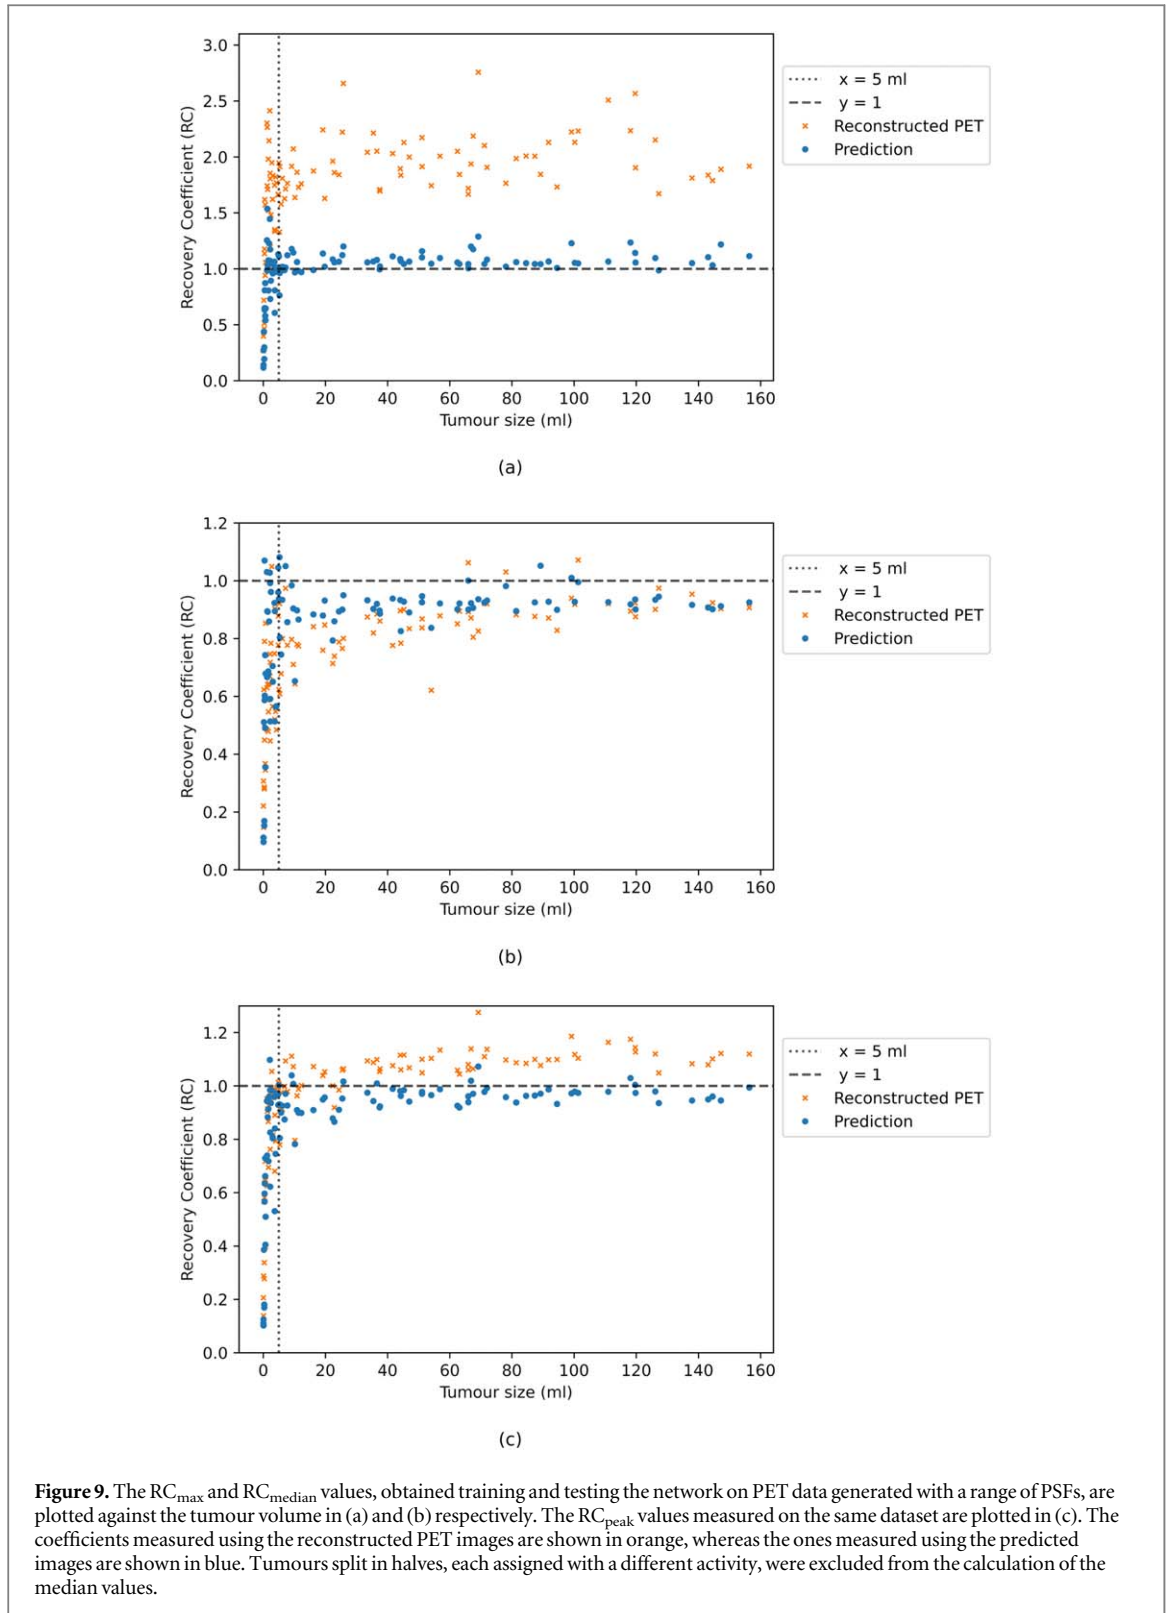 3.0
2.5
2.0
1.5
1.0
0.5
0.0
Recovery Coefficient (RC)
0 20 40 60 80 100 120 140 160
Tumour size (ml)
x = 5 ml
y = 1
Reconstructed PET
Prediction
(a)
1.2
1.0
0.8
0.6
0.4
0.2
0.0
Recovery Coefficient (RC)
0 20 40 60 80 100 120 140 160
Tumour size (ml)
x = 5 ml
y = 1
Reconstructed PET
Prediction
(b)
1.2
1.0
0.8
0.6
0.4
0.2
0.0
Recovery Coefficient (RC)
0 20 40 60 80 100 120 140 160
Tumour size (ml)
x = 5 ml
y = 1
Reconstructed PET
Prediction
(c)
Figure 9. The RCmax and RCmedian values, obtained training and testing the network on PET data generated with a range of PSFs, are
plotted against the tumour volume in (a) and (b) respectively. The RCpeak values measured on the same dataset are plotted in (c). The
coefficients measured using the reconstructed PET images are shown in orange, whereas the ones measured using the predicted
images are shown in blue. Tumours split in halves, each assigned with a different activity, were excluded from the calculation of the
median values.